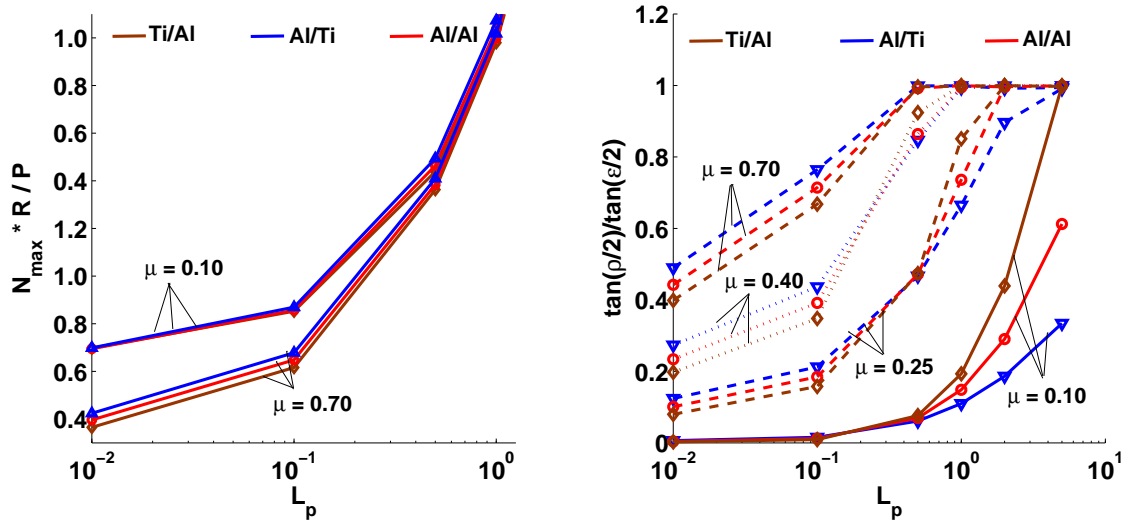 Ti/Al Al/Ti Al/Al
1.0
0.8
0.6
0.4
1.2
1.0
0.8
0.6
0.4
N_max * R / P
μ = 0.10
μ = 0.70
10^-2 10^-1 10^0
L_p
Ti/Al Al/Ti Al/Al
1.2
1
0.8
0.6
0.4
0.2
0
tan(ρ/2)/tan(ε/2)
μ = 0.70
μ = 0.40
μ = 0.25
μ = 0.10
10^-2 10^-1 10^0 10^1
L_p